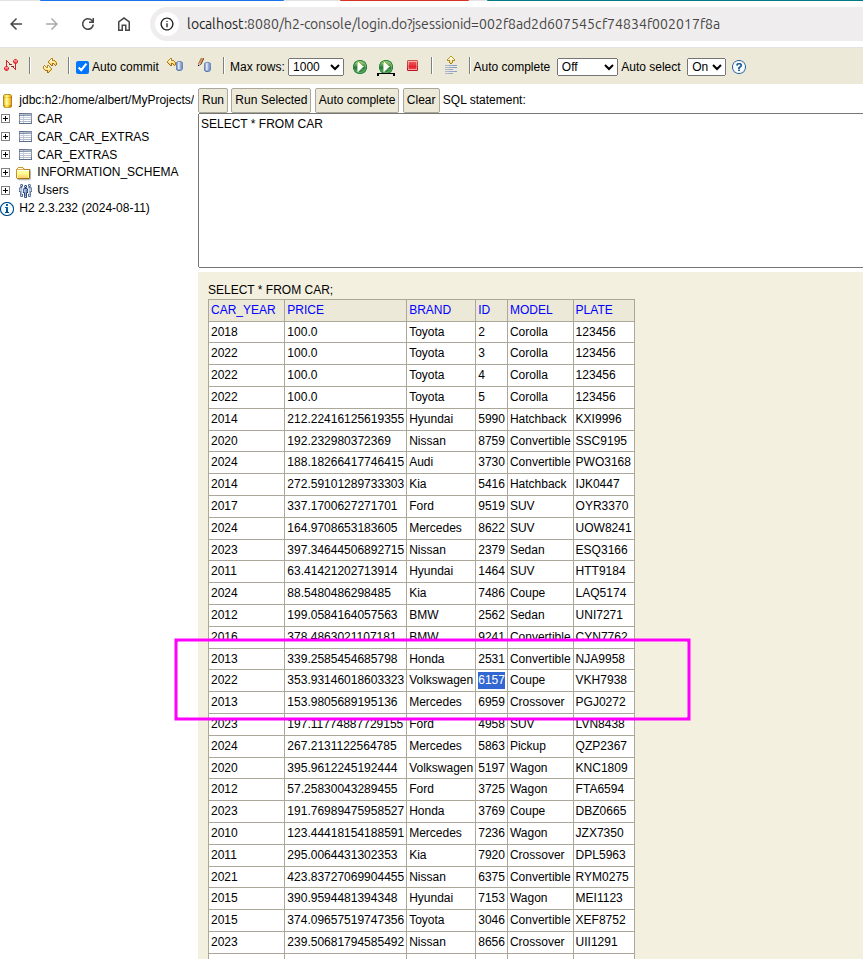 localhost:8080/h2-console/login.do?jsessionid=002f8ad2d607545cf74834f002017f8a
Auto commit Max rows: 1000 Auto complete Off Auto select On
jdbc:h2:/home/albert/MyProjects/
CAR
CAR_CAR_EXTRAS
CAR_EXTRAS
INFORMATION_SCHEMA
Users
H2 2.3.232 (2024-08-11)
Run Run Selected Auto complete Clear SQL statement:
SELECT * FROM CAR
SELECT * FROM CAR;
CAR_YEAR PRICE BRAND ID MODEL PLATE
2018 100.0 Toyota 2 Corolla 123456
2022 100.0 Toyota 3 Corolla 123456
2022 100.0 Toyota 4 Corolla 123456
2022 100.0 Toyota 5 Corolla 123456
2014 212.22416125619355 Hyundai 5990 Hatchback KXI9996
2020 192.232980372369 Nissan 8759 Convertible SSC9195
2024 188.18266417746415 Audi 3730 Convertible PWO3168
2014 272.59101289733303 Kia 5416 Hatchback IJK0447
2017 337.1700627271701 Ford 9519 SUV OYR3370
2024 164.9708653183605 Mercedes 8622 SUV UOW8241
2023 397.34644506892715 Nissan 2379 Sedan ESQ3166
2011 63.41421202713914 Hyundai 1464 SUV HTT9184
2024 88.5480486298485 Kia 7486 Coupe LAQ5174
2012 199.0584164057563 BMW 2562 Sedan UNI7271
2016 378.4863021107181 BMW 9241 Convertible CYN7762
2013 339.2585454685798 Honda 2531 Convertible NJA9958
2022 353.93146018603323 Volkswagen 6157 Coupe VKH7938
2013 153.9805689195136 Mercedes 6959 Crossover PGJ0272
2023 197.11774887729155 Ford 4958 SUV LVN8438
2024 267.2131122564785 Mercedes 5863 Pickup QZP2367
2020 395.9612245192444 Volkswagen 5197 Wagon KNC1809
2012 57.25830043289455 Ford 3725 Wagon FTA6594
2023 191.76989475958527 Honda 3769 Coupe DBZ0665
2010 123.44418154188591 Mercedes 7236 Wagon JZX7350
2011 295.0064431302353 Kia 7920 Crossover DPL5963
2021 423.83727069904455 Nissan 6375 Convertible RYM0275
2015 390.9594481394348 Hyundai 7153 Wagon MEI1123
2015 374.09657519747356 Toyota 3046 Convertible XEF8752
2023 239.50681794585492 Nissan 8656 Crossover UII1291